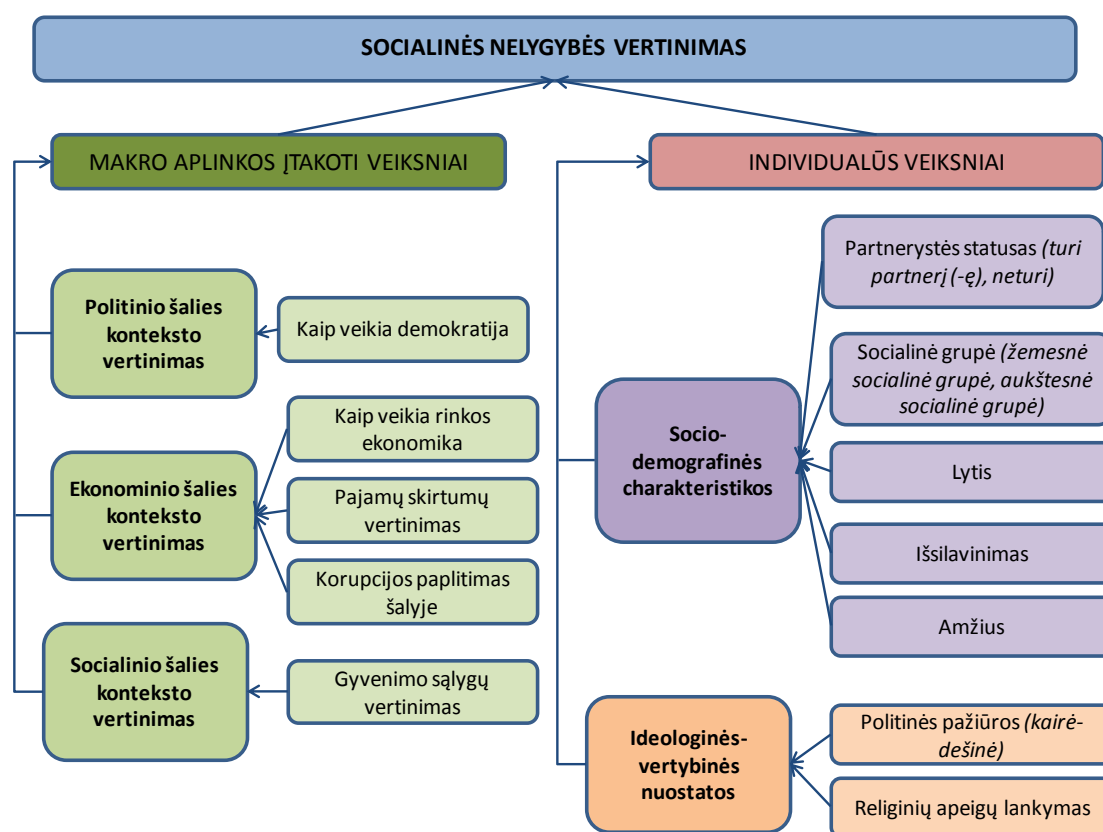 SOCIALINĖS NELYGYBĖS VERTINIMAS
MAKRO APLINKOS ĮTAKOTI VEIKSNIAI
Politinio šalies
konteksto
vertinimas
Kaip veikia demokratija
Ekonominio šalies
konteksto
vertinimas
Kaip veikia rinkos
ekonomika
Pajamų skirtumų
vertinimas
Korupcijos paplitimas
šalyje
Socialinio šalies
konteksto
vertinimas
Gyvenimo sąlygų
vertinimas
INDIVIDUALŪS VEIKSNIAI
Socio-
demografinės
charakteristikos
Partnerystės statusas (turi
partnerį (-ę), neturi)
Socialinė grupė (žemesnė
socialinė grupė, aukštesnė
socialinė grupė)
Lytis
Išsilavinimas
Amžius
Ideologinės-
vertybinės
nuostatos
Politinės pažiūros (kairė-
dešinė)
Religinių apeigų lankymas